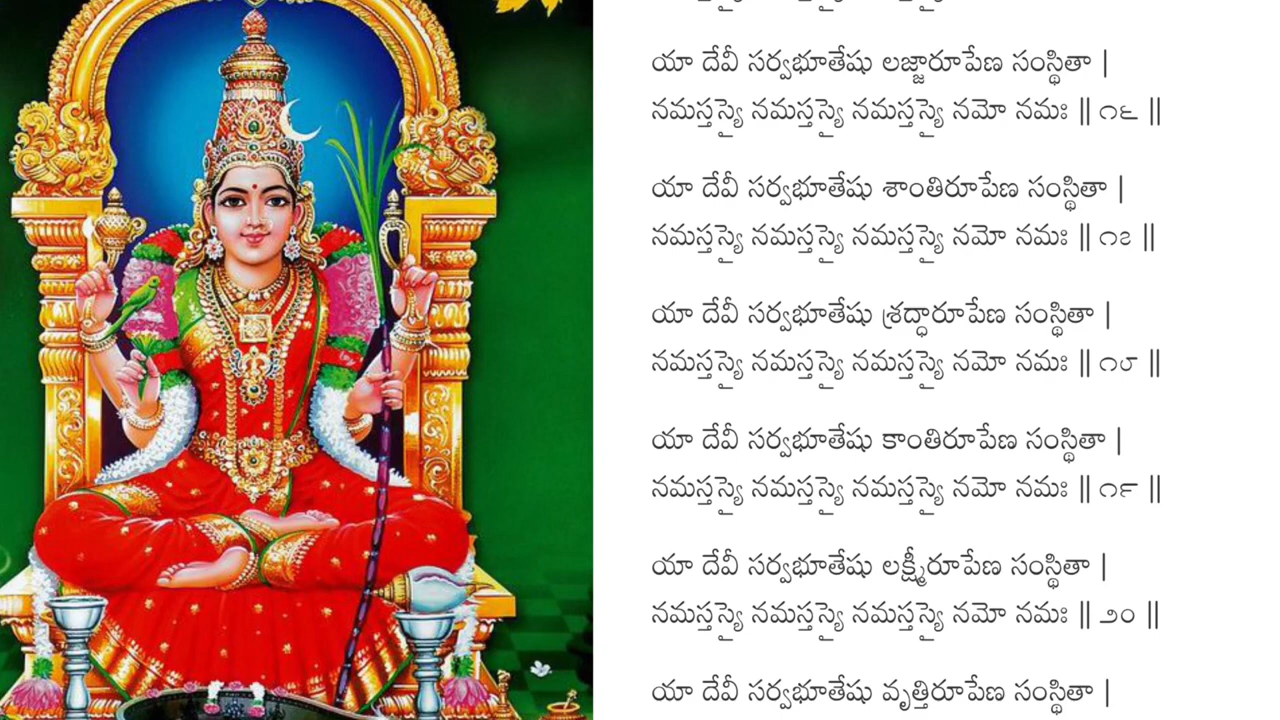 యా దేవీ సర్వభూతేషు లజ్జారూపేణ సంస్థితా |
నమస్తస్యై నమస్తస్యై నమస్తస్యై నమో నమః || ౧౬ ||
యా దేవీ సర్వభూతేషు శాంతిరూపేణ సంస్థితా |
నమస్తస్యై నమస్తస్యై నమస్తస్యై నమో నమః || ౧౭ ||
యా దేవీ సర్వభూతేషు శ్రద్ధారూపేణ సంస్థితా |
నమస్తస్యై నమస్తస్యై నమస్తస్యై నమో నమః || ౧౮ ||
యా దేవీ సర్వభూతేషు కాంతిరూపేణ సంస్థితా |
నమస్తస్యై నమస్తస్యై నమస్తస్యై నమో నమః || ౧౯ ||
యా దేవీ సర్వభూతేషు లక్ష్మీరూపేణ సంస్థితా |
నమస్తస్యై నమస్తస్యై నమస్తస్యై నమో నమః || ౨౦ ||
యా దేవీ సర్వభూతేషు వృత్తిరూపేణ సంస్థితా |